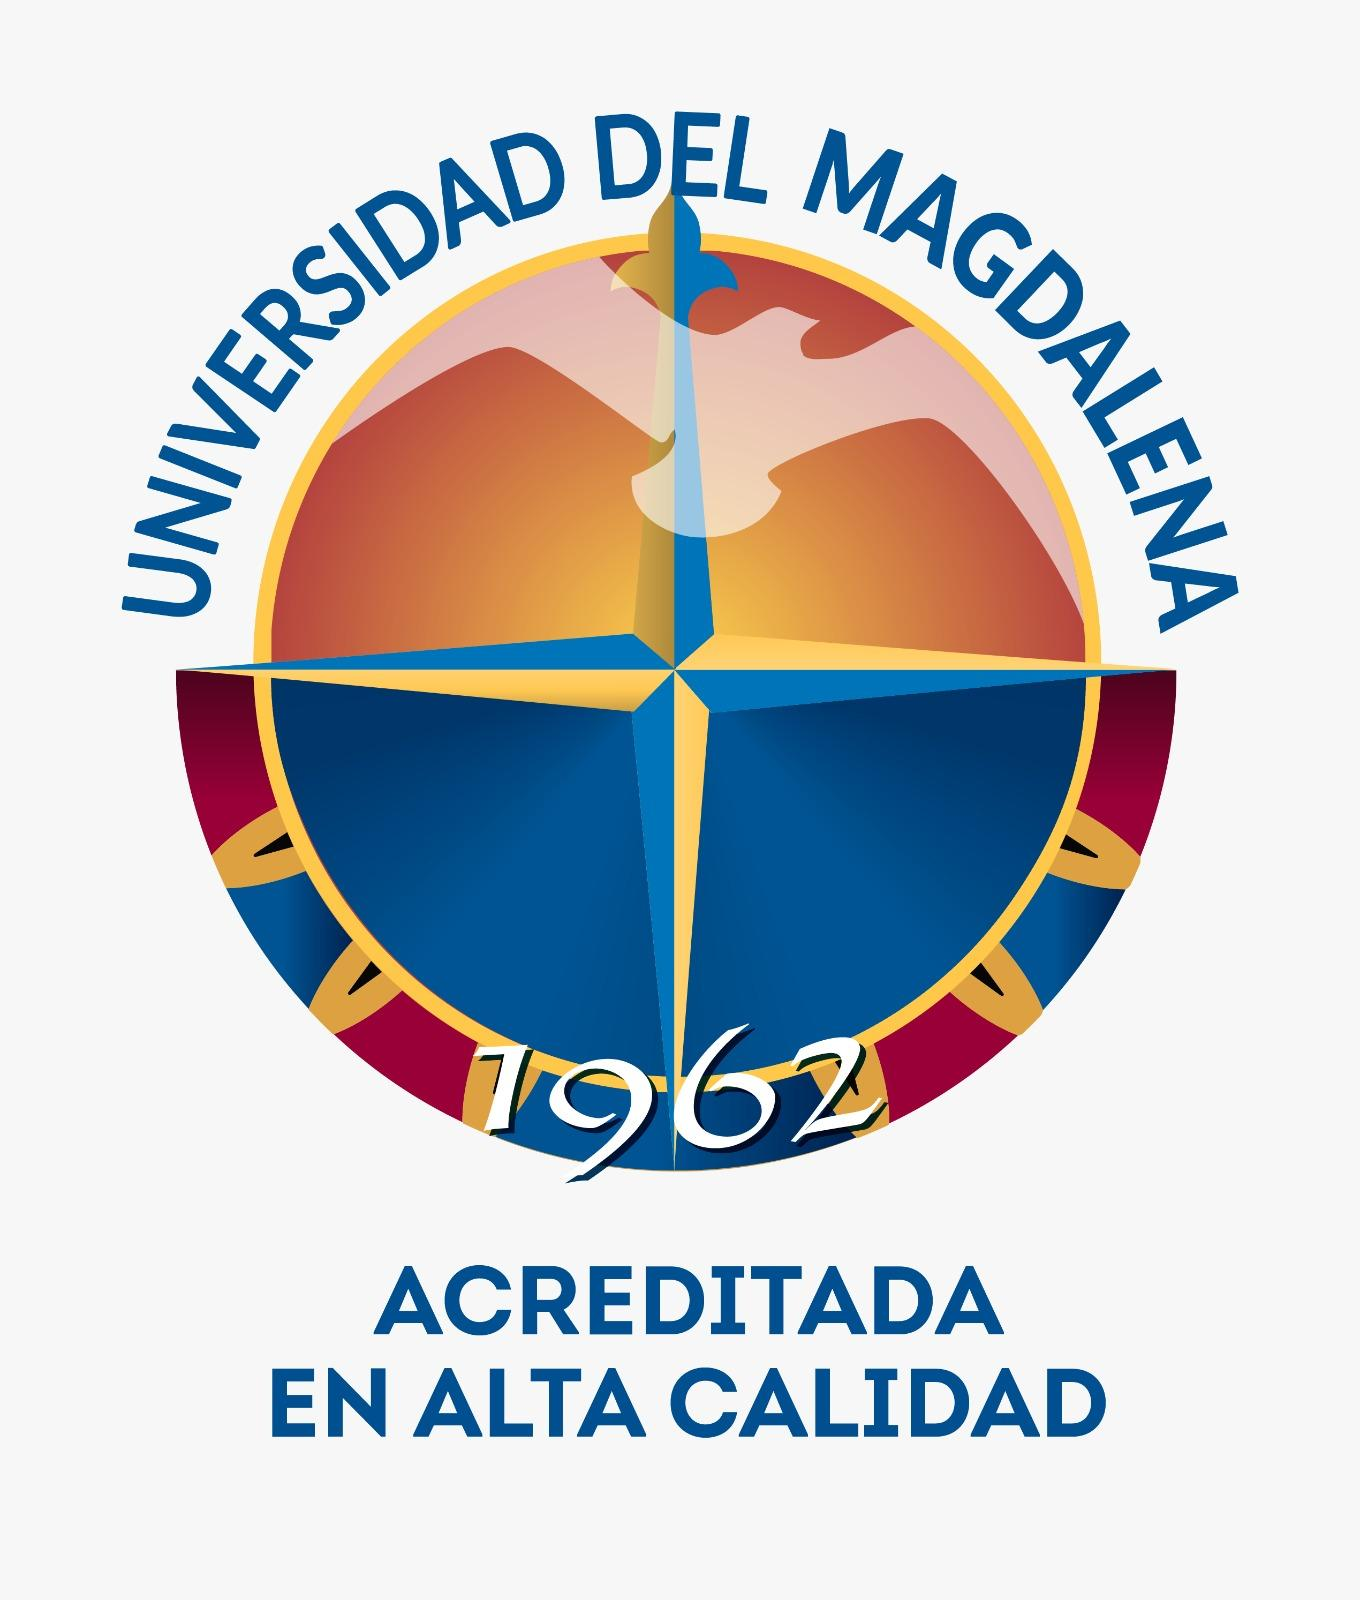 UNIVERSIDAD DEL MAGDALENA
1962
ACREDITADA
EN ALTA CALIDAD